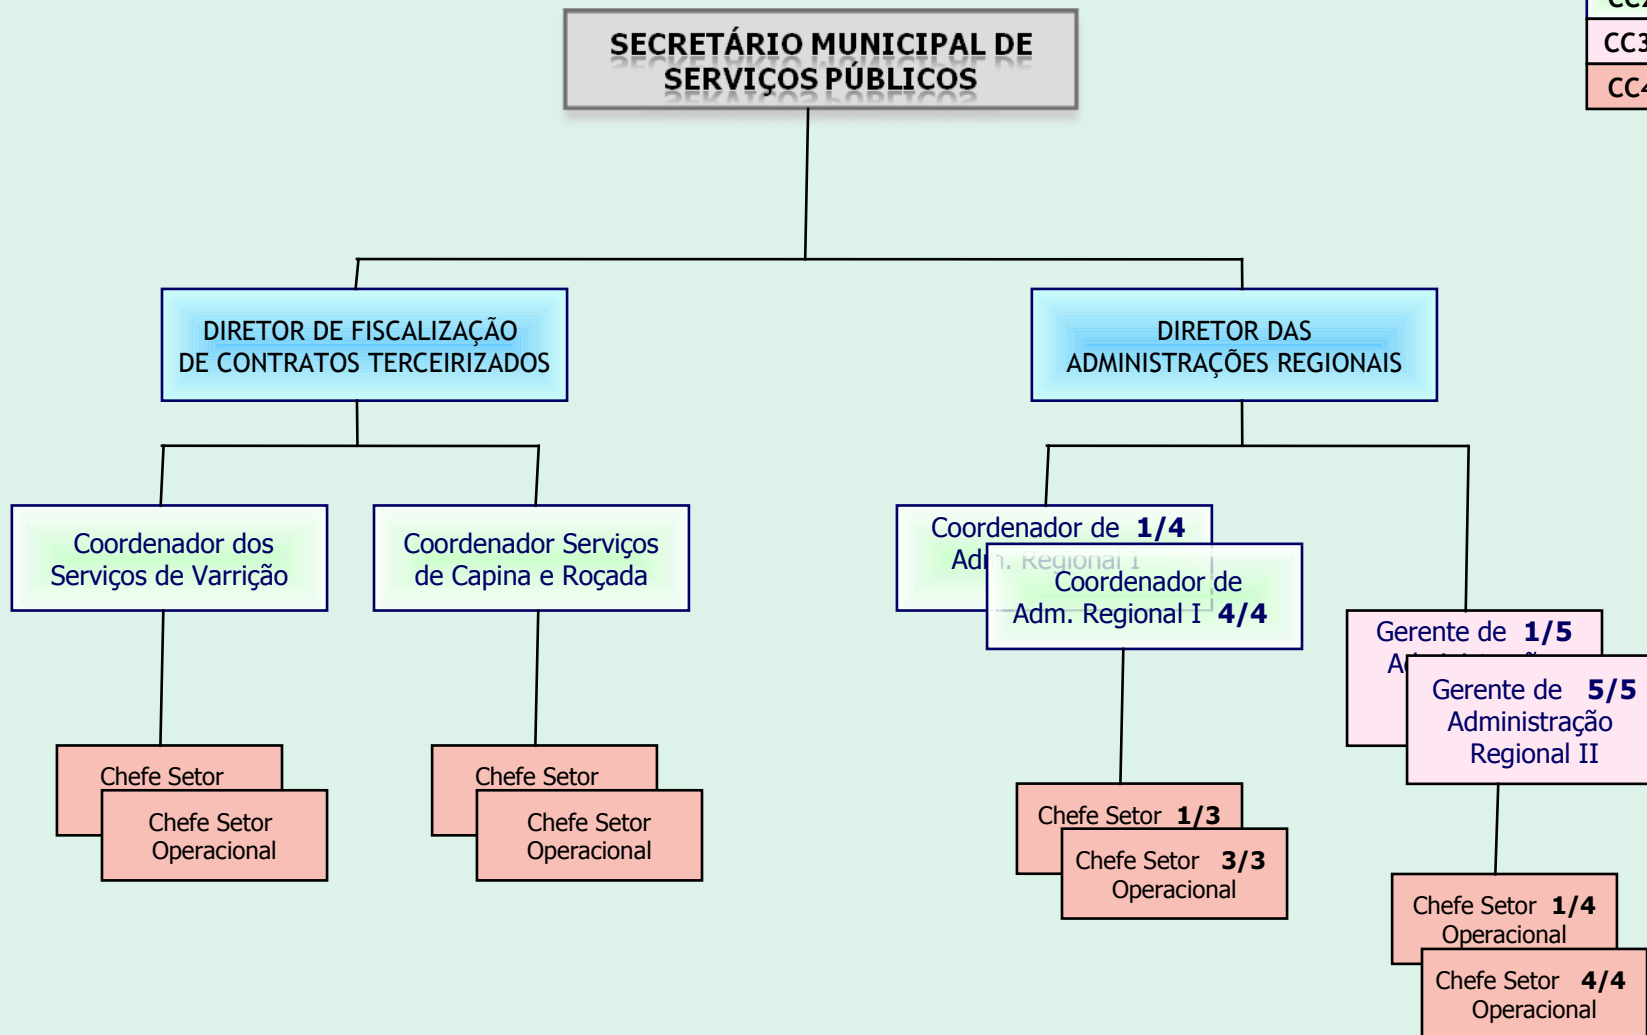 CC2
CC3
CC4
SECRETÁRIO MUNICIPAL DE
SERVIÇOS PÚBLICOS
DIRETOR DE FISCALIZAÇÃO
DE CONTRATOS TERCEIRIZADOS
DIRETOR DAS
ADMINISTRAÇÕES REGIONAIS
Coordenador dos
Serviços de Varrição
Coordenador Serviços
de Capina e Roçada
Coordenador de 1/4
Adm. Regional I
Coordenador de
Adm. Regional I 4/4
Gerente de 1/5
Gerente de 5/5
Administração
Regional II
Chefe Setor
Chefe Setor
Operacional
Chefe Setor
Chefe Setor
Operacional
Chefe Setor 1/3
Chefe Setor 3/3
Operacional
Chefe Setor 1/4
Operacional
Chefe Setor 4/4
Operacional